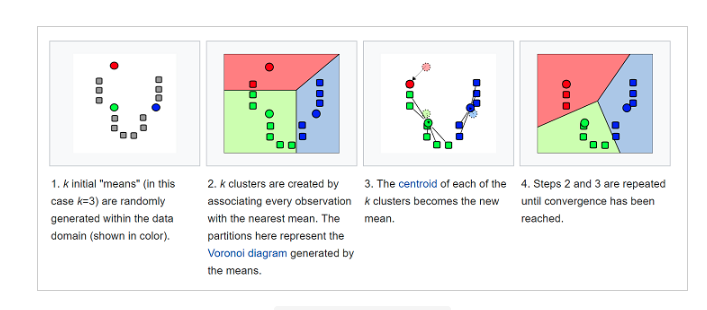 1. k initial "means" (in this
case k=3) are randomly
generated within the data
domain (shown in color).
2. k clusters are created by
associating every observation
with the nearest mean. The
partitions here represent the
Voronoi diagram generated by
the means.
3. The centroid of each of the
k clusters becomes the new
mean.
4. Steps 2 and 3 are repeated
until convergence has been
reached.